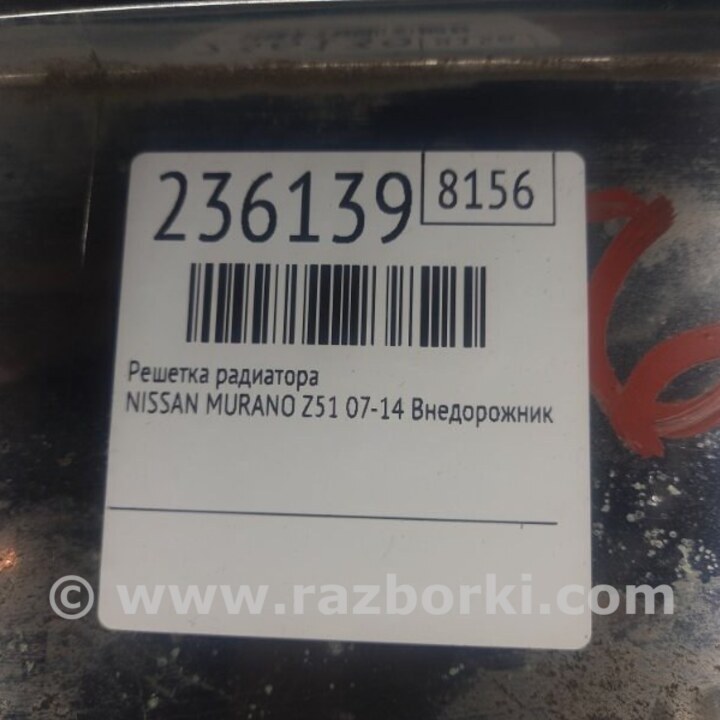 236139
8156
Решетка радиатора
NISSAN MURANO Z51 07-14 Внедорожник
© www.razborki.com